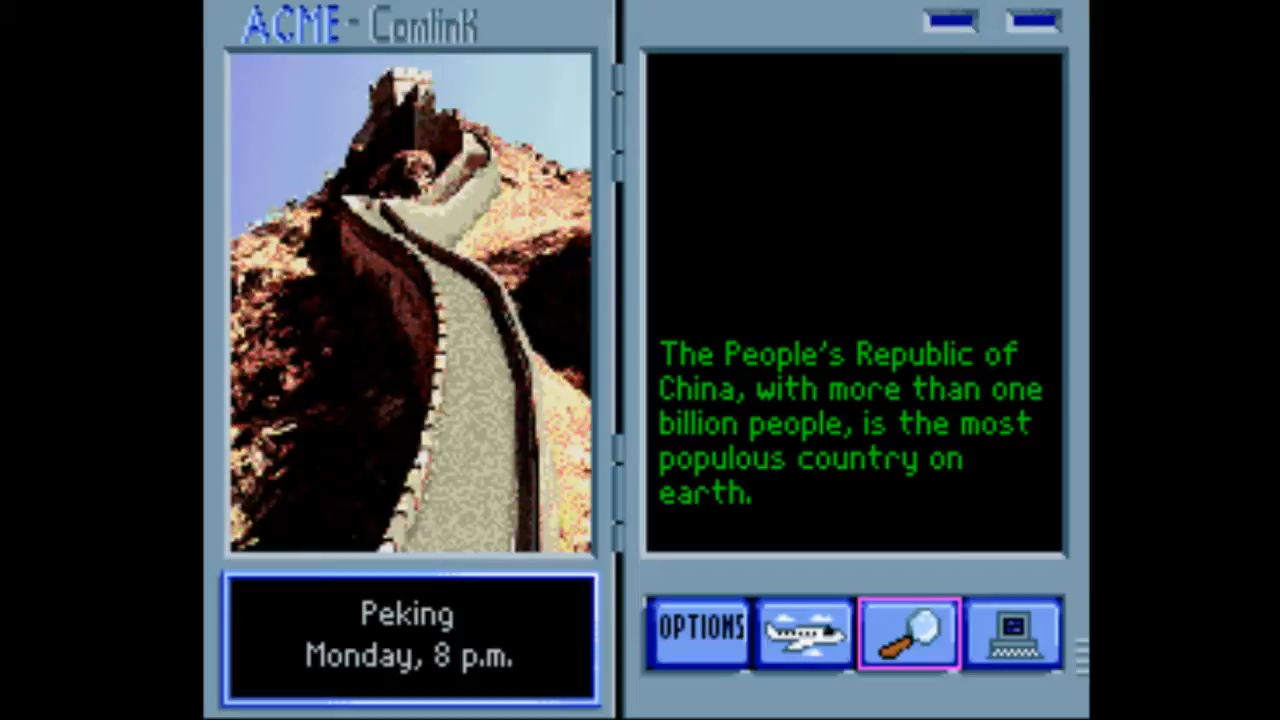 ACME - Comlink
The People's Republic of
China, with more than one
billion people, is the most
populous country on
earth.
Peking
Monday, 8 p.m.
OPTIONS